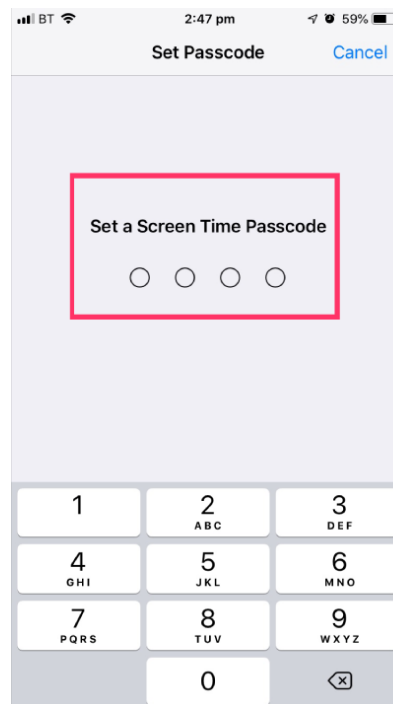 BT 2:47 pm 59%
Set Passcode Cancel
Set a Screen Time Passcode
1 2 3
ABC DEF
4 5 6
GHI JKL MNO
7 8 9
PQRS TUV WXYZ
0